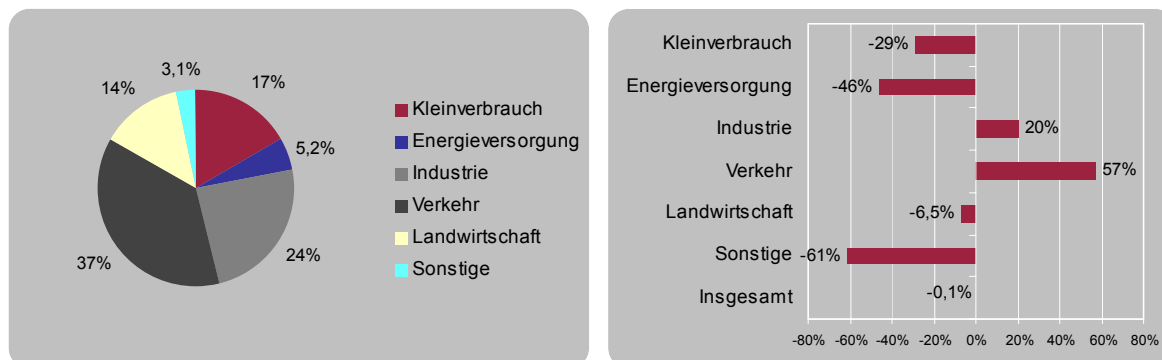 3,1%
17%
14%
5,2%
37%
24%
Kleinverbrauch
Energieversorgung
Industrie
Verkehr
Landwirtschaft
Sonstige
Kleinverbrauch -29%
Energieversorgung -46%
Industrie 20%
Verkehr 57%
Landwirtschaft -6,5%
Sonstige -61%
Insgesamt -0,1%
-80% -60% -40% -20% 0% 20% 40% 60% 80%